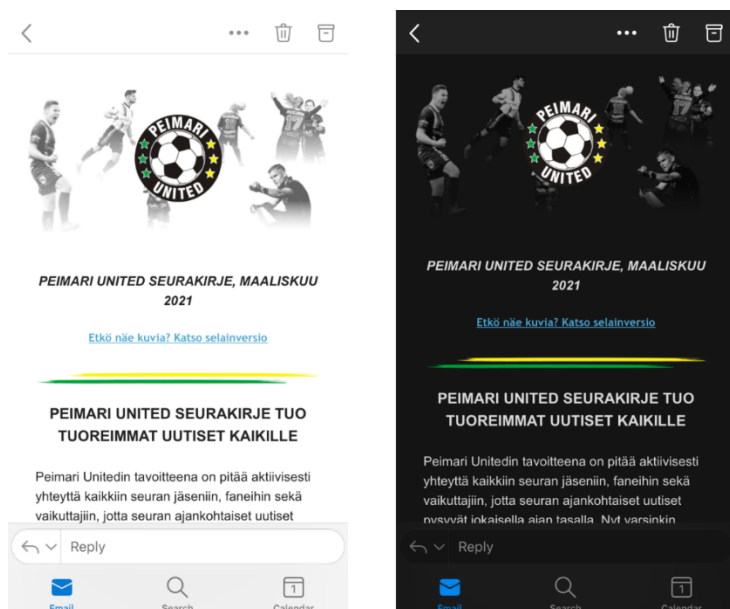 PEIMARI
UNITED
PEIMARI UNITED SEURAKIRJE, MAALISKUU
2021
Etkö näe kuvia? Katso selainversio
PEIMARI UNITED SEURAKIRJE TUO
TUOREIMMAT UUTISET KAIKILLE
Peimari Unitedin tavoitteena on pitää aktiivisesti
yhteyttä kaikkiin seuran jäseniin, faneihin sekä
vaikuttajiin, jotta seuran ajankohtaiset uutiset
Reply
1
Email
Search
Calendar
17
PEIMARI
UNITED
17
PEIMARI UNITED SEURAKIRJE, MAALISKUU
2021
Etkö näe kuvia? Katso selainversio
PEIMARI UNITED SEURAKIRJE TUO
TUOREIMMAT UUTISET KAIKILLE
Peimari Unitedin tavoitteena on pitää aktiivisesti
yhteyttä kaikkiin seuran jäseniin, faneihin sekä
vaikuttajiin, jotta seuran ajankohtaiset uutiset
pysyvät jokaisella ajan tasalla. Nyt varsinkin
Reply
1
Email
Search
Calendar